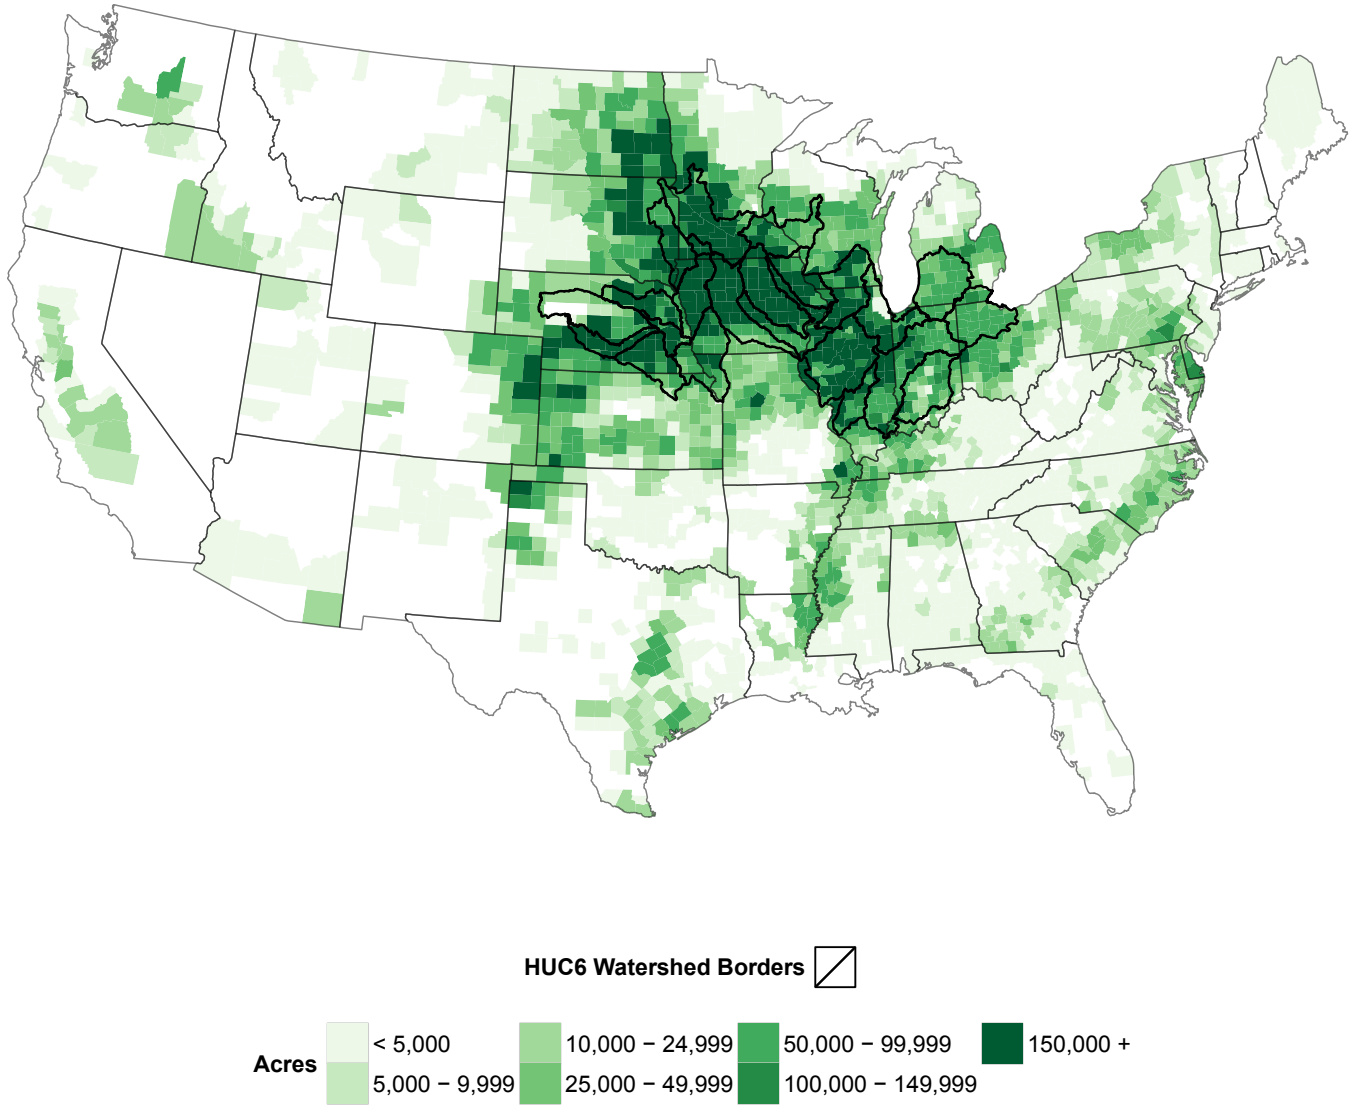 HUC6 Watershed Borders
Acres
< 5,000
5,000 − 9,999
10,000 − 24,999
25,000 − 49,999
50,000 − 99,999
100,000 − 149,999
150,000 +